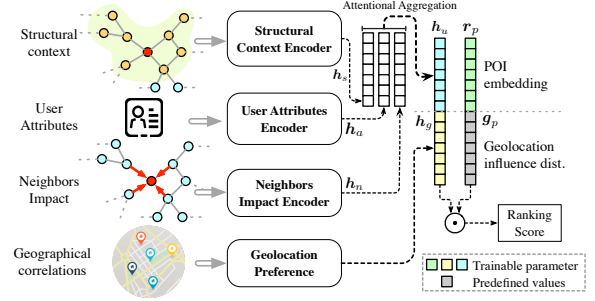 Attentional Aggregation
Structural
context
Structural
Context Encoder
h_s
h_u
r_p
POI
embedding
User
Attributes
User Attributes
Encoder
h_a
h_g
g_p
Geolocation
influence dist.
Neighbors
Impact
Neighbors
Impact Encoder
h_n
Ranking
Score
Geographical
correlations
Geolocation
Preference
Trainable parameter
Predefined values